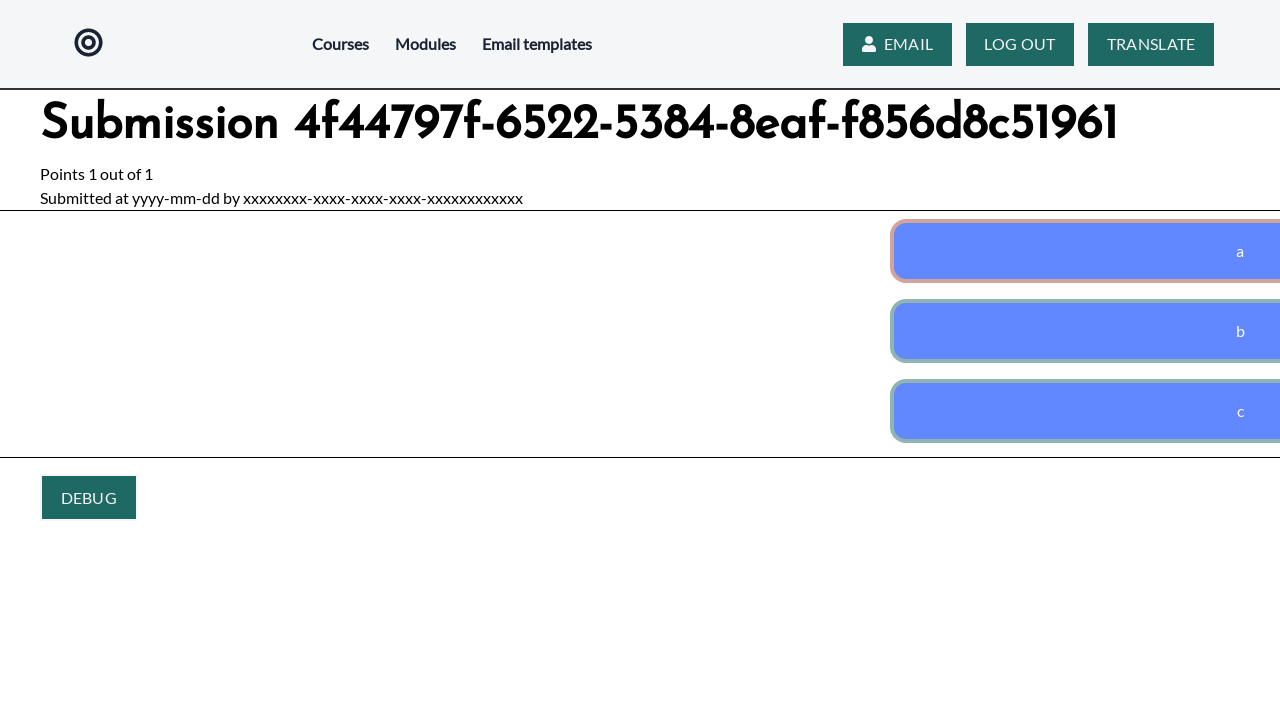 Courses Modules Email templates EMAIL LOG OUT TRANSLATE
Submission 4f44797f-6522-5384-8eaf-f856d8c51961
Points 1 out of 1
Submitted at yyyy-mm-dd by xxxxxxxx-xxxx-xxxx-xxxx-xxxxxxxxxxxx
a
b
c
DEBUG